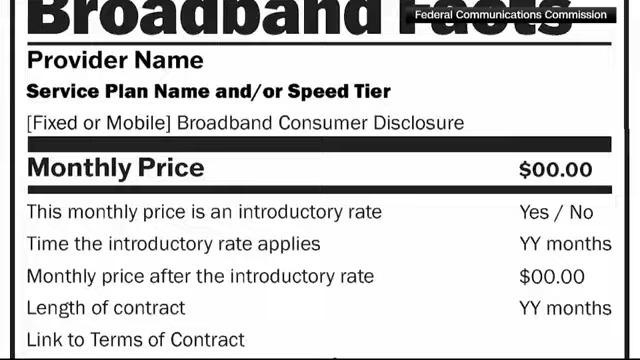 Broadband Facts
Federal Communications Commission
Provider Name
Service Plan Name and/or Speed Tier
[Fixed or Mobile] Broadband Consumer Disclosure
Monthly Price $00.00
This monthly price is an introductory rate Yes / No
Time the introductory rate applies YY months
Monthly price after the introductory rate $00.00
Length of contract YY months
Link to Terms of Contract